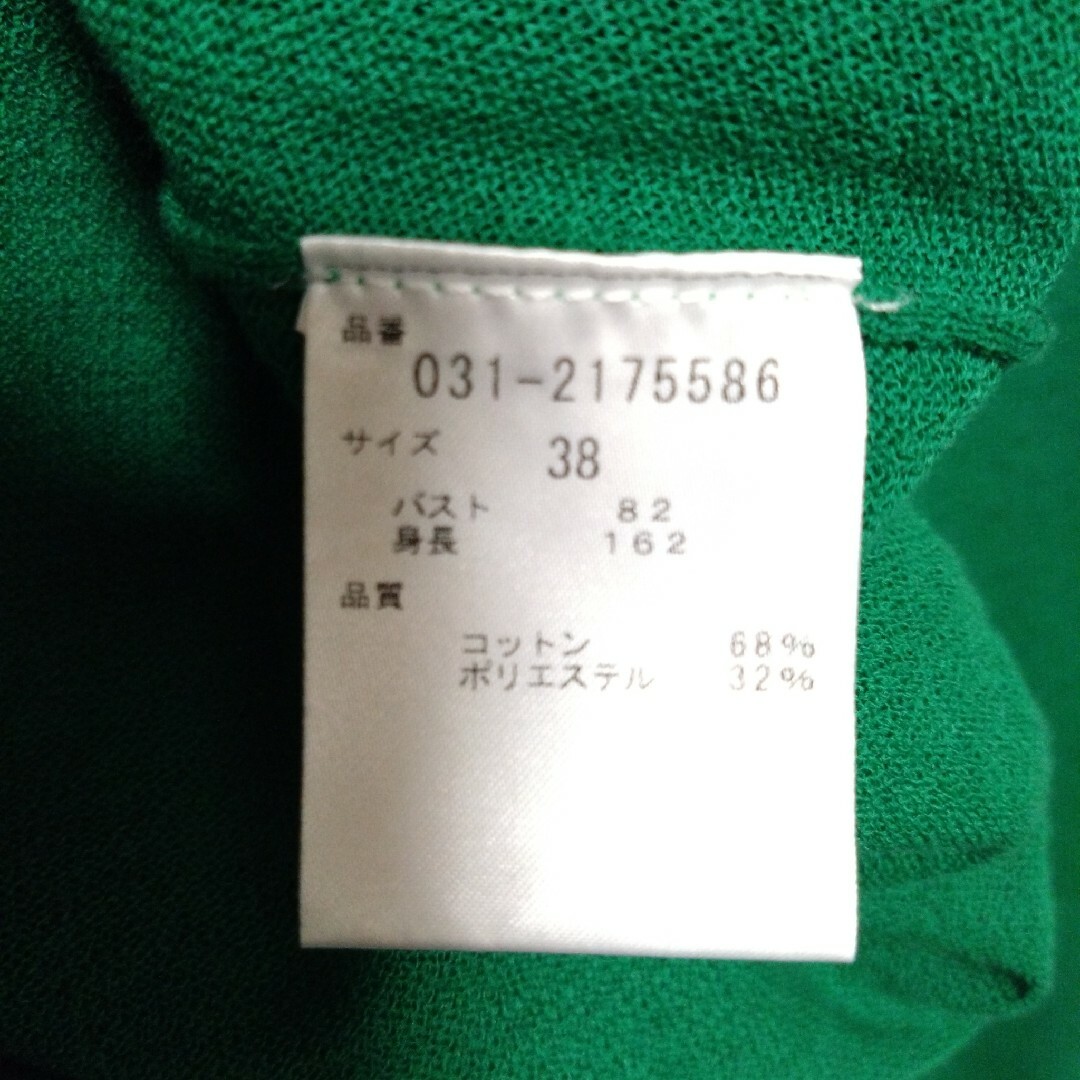 品番
031-2175586
サイズ 38
バスト 82
身長 162
品質
コットン 68%
ポリエステル 32%